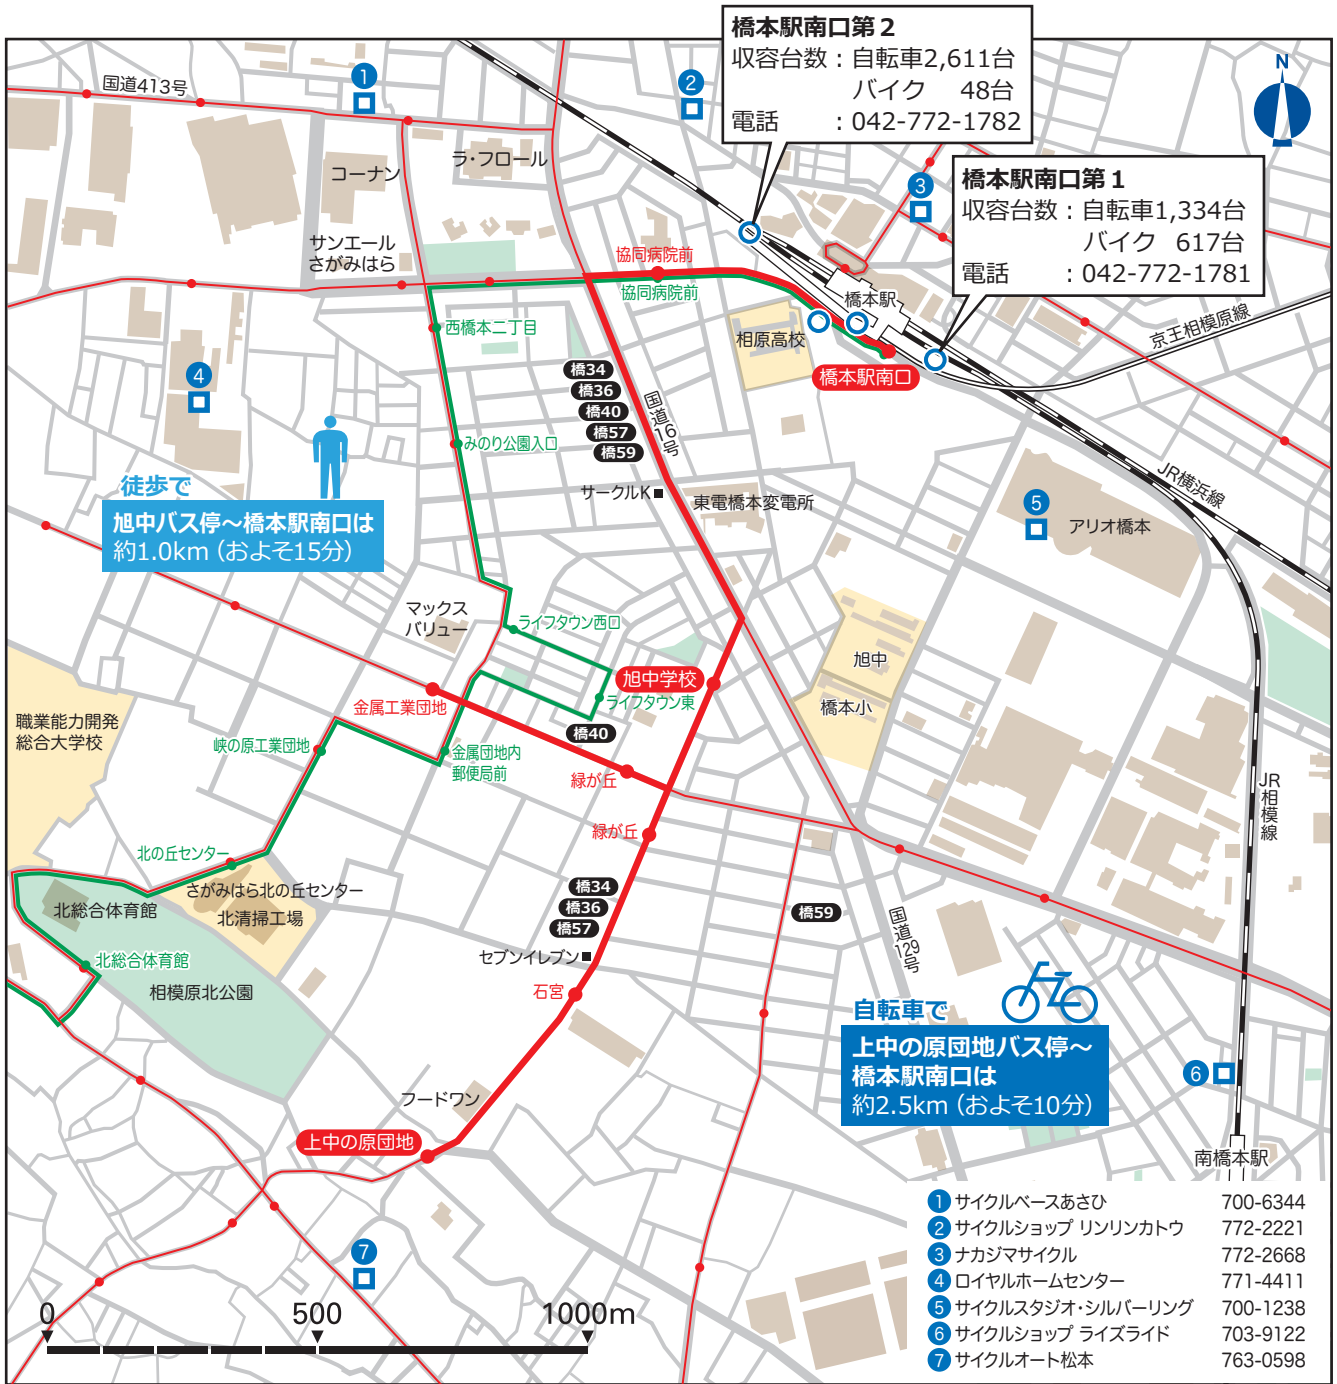 橋本駅南口第2
収容台数：自転車2,611台
バイク 48台
電話 ：042-772-1782
橋本駅南口第1
収容台数：自転車1,334台
バイク 617台
電話 ：042-772-1781
N
国道413号
1
2
3
コーナン
ラ・フロール
サンエール
さがみはら
協同病院前
協同病院前
橋本駅
相原高校
橋本駅南口
京王相模原線
西橋本二丁目
4
橋34
橋36
橋40
橋57
橋59
国道16号
みのり公園入口
サークルK
東電橋本変電所
JR横浜線
5
アリオ橋本
徒歩で
旭中バス停～橋本駅南口は
約1.0km（およそ15分）
マックス
バリュー
ライフタウン西口
旭中学校
ライフタウン東
旭中
橋本小
金属工業団地
橋40
職業能力開発
総合大学校
峡の原工業団地
金属団地内
郵便局前
緑が丘
緑が丘
JR相模線
北の丘センター
さがみはら北の丘センター
北清掃工場
北総合体育館
北総合体育館
相模原北公園
橋34
橋36
橋57
橋59
国道129号
セブンイレブン
石宮
自転車で
上中の原団地バス停～
橋本駅南口は
約2.5km（およそ10分）
6
フードワン
上中の原団地
南橋本駅
7
0 500 1000m
1 サイクルベースあさひ 700-6344
2 サイクルショップ リンリンカトウ 772-2221
3 ナカジマサイクル 772-2668
4 ロイヤルホームセンター 771-4411
5 サイクルスタジオ・シルバーリング 700-1238
6 サイクルショップ ライズライド 703-9122
7 サイクルオート松本 763-0598